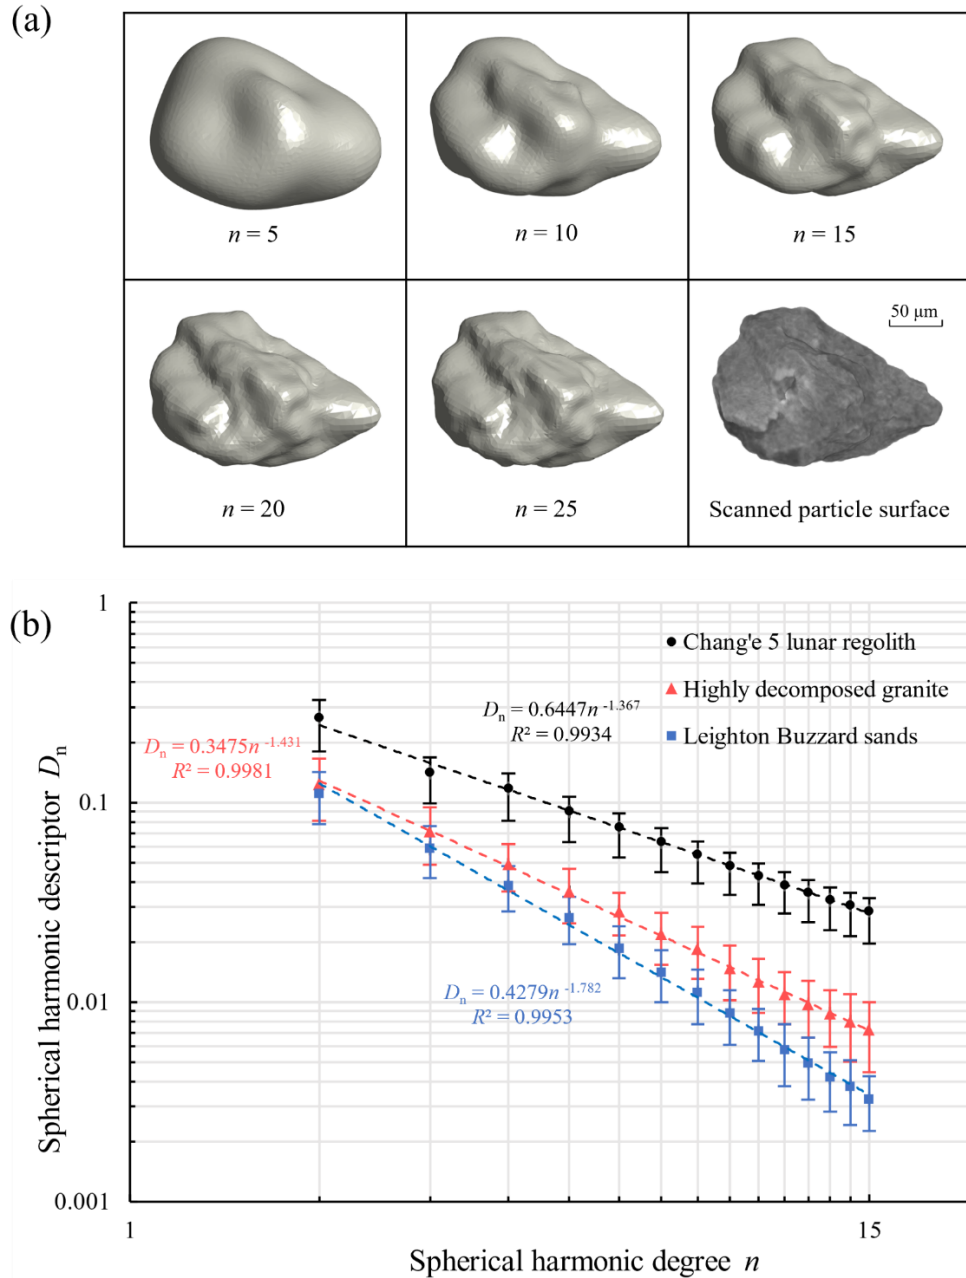 (a)
n = 5
n = 10
n = 15
50 μm
n = 20
n = 25
Scanned particle surface
(b)
1
0.1
0.01
0.001
Spherical harmonic descriptor Dₙ
Chang'e 5 lunar regolith
Highly decomposed granite
Leighton Buzzard sands
Dₙ = 0.6447n⁻¹·³⁶⁷
R² = 0.9934
Dₙ = 0.3475n⁻¹·⁴³¹
R² = 0.9981
Dₙ = 0.4279n⁻¹·⁷⁸²
R² = 0.9953
1
15
Spherical harmonic degree n